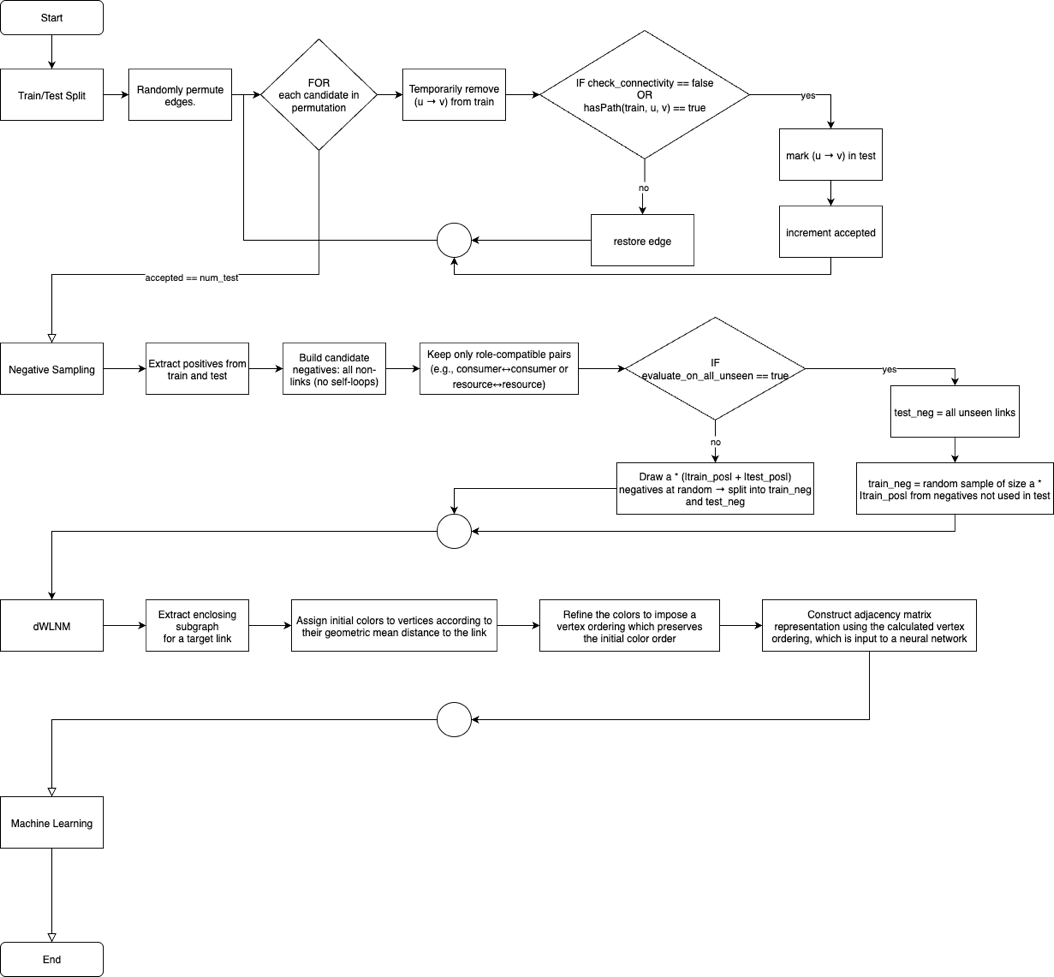 Start
Train/Test Split
Randomly permute
edges.
FOR
each candidate in
permutation
Temporarily remove
(u → v) from train
IF check_connectivity == false
OR
hasPath(train, u, v) == true
yes
mark (u → v) in test
no
increment accepted
restore edge
accepted == num_test
Negative Sampling
Extract positives from
train and test
Build candidate
negatives: all non-
links (no self-loops)
Keep only role-compatible pairs
(e.g., consumer↔consumer or
resource↔resource)
IF
evaluate_on_all_unseen == true
yes
test_neg = all unseen links
no
Draw a * (|train_pos| + |test_pos|)
negatives at random → split into train_neg
and test_neg
train_neg = random sample of size a *
|train_pos| from negatives not used in test
dWLNM
Extract enclosing
subgraph
for a target link
Assign initial colors to vertices according to
their geometric mean distance to the link
Refine the colors to impose a
vertex ordering which preserves
the initial color order
Construct adjacency matrix
representation using the calculated vertex
ordering, which is input to a neural network
Machine Learning
End